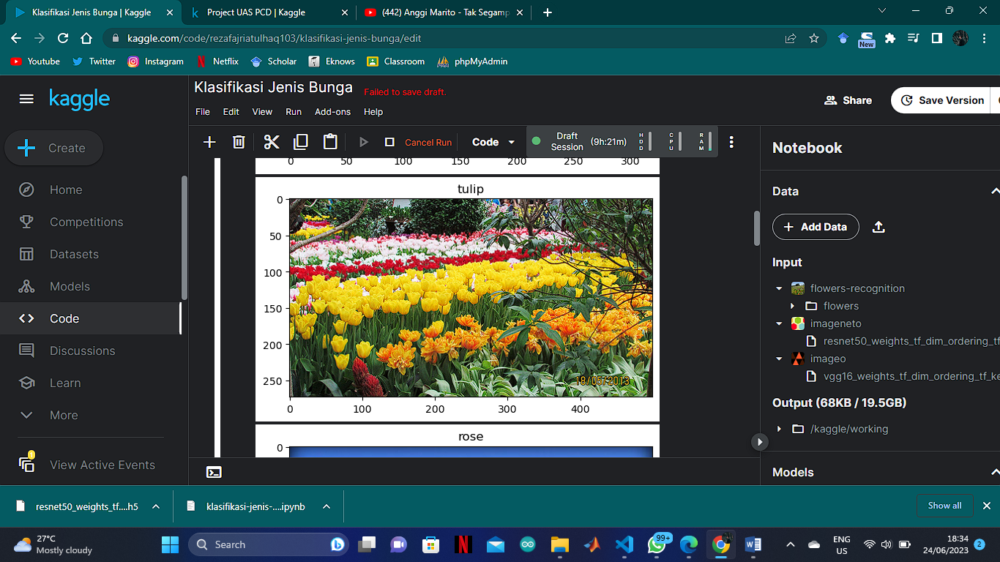 Klasifikasi Jenis Bunga | Kaggle
Project UAS PCD | Kaggle
(442) Anggi Marito - Tak Segamp
kaggle.com/code/rezafajriatulhaq103/klasifikasi-jenis-bunga/edit
New
Youtube
Twitter
Instagram
Netflix
Scholar
Eknows
Classroom
phpMyAdmin
kaggle
Klasifikasi Jenis Bunga
Failed to save draft.
File Edit View Run Add-ons Help
Share
Save Version
Create
Home
Competitions
Datasets
Models
Code
Discussions
Learn
More
View Active Events
Cancel Run
Code
Draft Session
(9h:21m)
HDD
CPU
RAM
0 50 100 150 200 250 300
tulip
0
50
100
150
200
250
18/05/2013
0 100 200 300 400
rose
0
Notebook
Data
Add Data
Input
flowers-recognition
flowers
imageneto
resnet50_weights_tf_dim_ordering_tf
imageo
vgg16_weights_tf_dim_ordering_tf_ke
Output (68KB / 19.5GB)
/kaggle/working
Models
resnet50_weights_tf....h5
klasifikasi-jenis-....ipynb
Show all
27°C
Mostly cloudy
Search
99+
ENG
US
18:34
24/06/2023
2